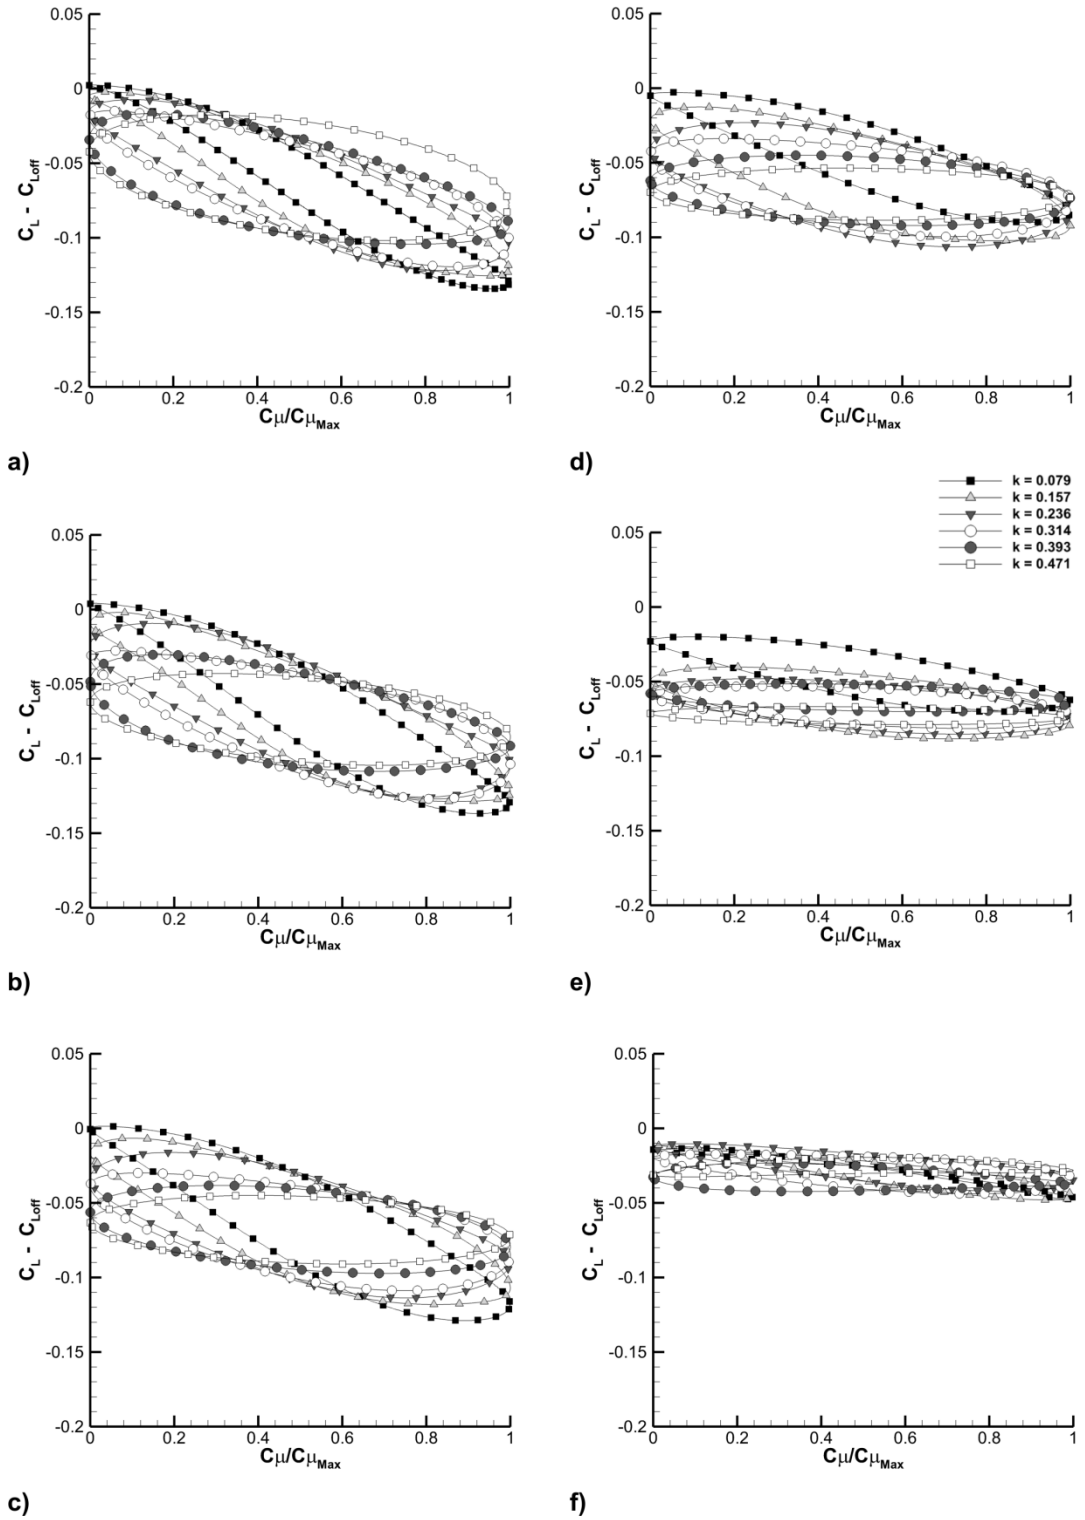 0.05
0
-0.05
-0.1
-0.15
-0.2
C_L - C_Loff
0 0.2 0.4 0.6 0.8 1
Cμ/Cμ_Max
a)
0.05
0
-0.05
-0.1
-0.15
-0.2
C_L - C_Loff
0 0.2 0.4 0.6 0.8 1
Cμ/Cμ_Max
d)
k = 0.079
k = 0.157
k = 0.236
k = 0.314
k = 0.393
k = 0.471
0.05
0
-0.05
-0.1
-0.15
-0.2
C_L - C_Loff
0 0.2 0.4 0.6 0.8 1
Cμ/Cμ_Max
b)
0.05
0
-0.05
-0.1
-0.15
-0.2
C_L - C_Loff
0 0.2 0.4 0.6 0.8 1
Cμ/Cμ_Max
e)
0.05
0
-0.05
-0.1
-0.15
-0.2
C_L - C_Loff
0 0.2 0.4 0.6 0.8 1
Cμ/Cμ_Max
c)
0.05
0
-0.05
-0.1
-0.15
-0.2
C_L - C_Loff
0 0.2 0.4 0.6 0.8 1
Cμ/Cμ_Max
f)